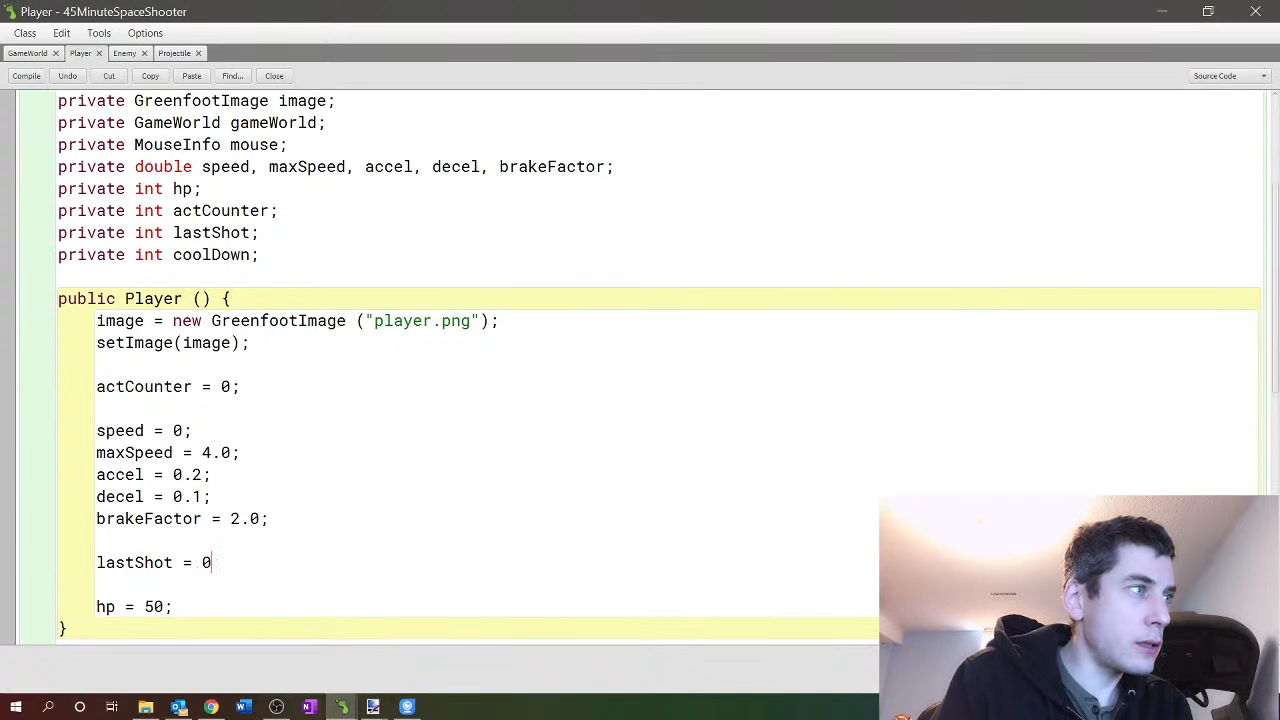 Player - 45MinuteSpaceShooter
Class Edit Tools Options
GameWorld × Player × Enemy × Projectile ×
Compile Undo Cut Copy Paste Find... Close Source Code
private GreenfootImage image;
private GameWorld gameWorld;
private MouseInfo mouse;
private double speed, maxSpeed, accel, decel, brakeFactor;
private int hp;
private int actCounter;
private int lastShot;
private int coolDown;
public Player () {
image = new GreenfootImage ("player.png");
setImage(image);
actCounter = 0;
speed = 0;
maxSpeed = 4.0;
accel = 0.2;
decel = 0.1;
brakeFactor = 2.0;
lastShot = 0
hp = 50;
}